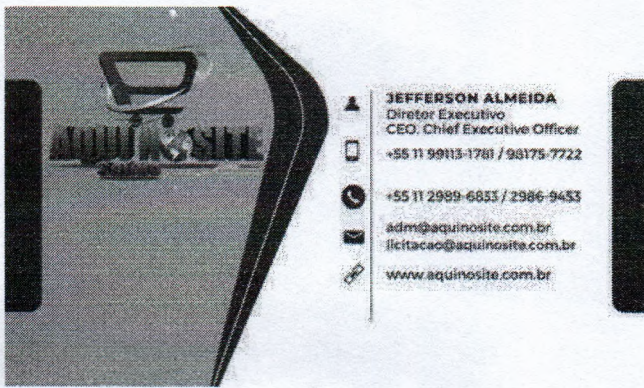 AQUINOSITE
JEFFERSON ALMEIDA
Diretor Executivo
CEO. Chief Executive Officer
+55 11 99113-1781 / 98175-7722
+55 11 2989-6833 / 2986-9433
adm@aquinosite.com.br
licitacao@aquinosite.com.br
www.aquinosite.com.br